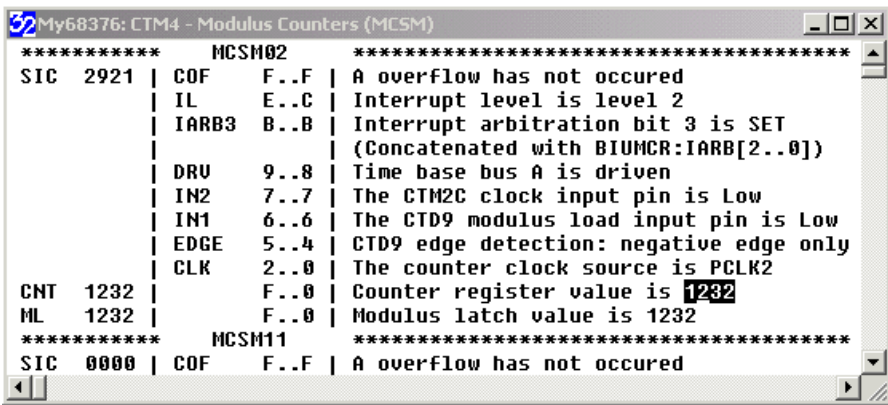 32 My68376: CTM4 - Modulus Counters (MCSM)
*********** MCSM02 ***************************************
SIC 2921 | COF F..F | A overflow has not occured
| IL E..C | Interrupt level is level 2
| IARB3 B..B | Interrupt arbitration bit 3 is SET
| | (Concatenated with BIUMCR:IARB[2..0])
| DRV 9..8 | Time base bus A is driven
| IN2 7..7 | The CTM2C clock input pin is Low
| IN1 6..6 | The CTD9 modulus load input pin is Low
| EDGE 5..4 | CTD9 edge detection: negative edge only
| CLK 2..0 | The counter clock source is PCLK2
CNT 1232 | F..0 | Counter register value is 1232
ML 1232 | F..0 | Modulus latch value is 1232
*********** MCSM11 ***************************************
SIC 0000 | COF F..F | A overflow has not occured